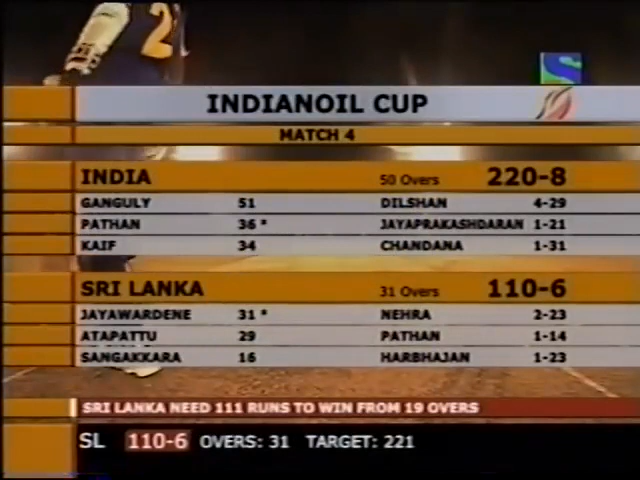 2
S
INDIANOIL CUP
MATCH 4
INDIA 50 Overs 220-8
GANGULY 51 DILSHAN 4-29
PATHAN 36 * JAYAPRAKASHDARAN 1-21
KAIF 34 CHANDANA 1-31
SRI LANKA 31 Overs 110-6
JAYAWARDENE 31 * NEHRA 2-23
ATAPATTU 29 PATHAN 1-14
SANGAKKARA 16 HARBHAJAN 1-23
SRI LANKA NEED 111 RUNS TO WIN FROM 19 OVERS
SL 110-6 OVERS: 31 TARGET: 221